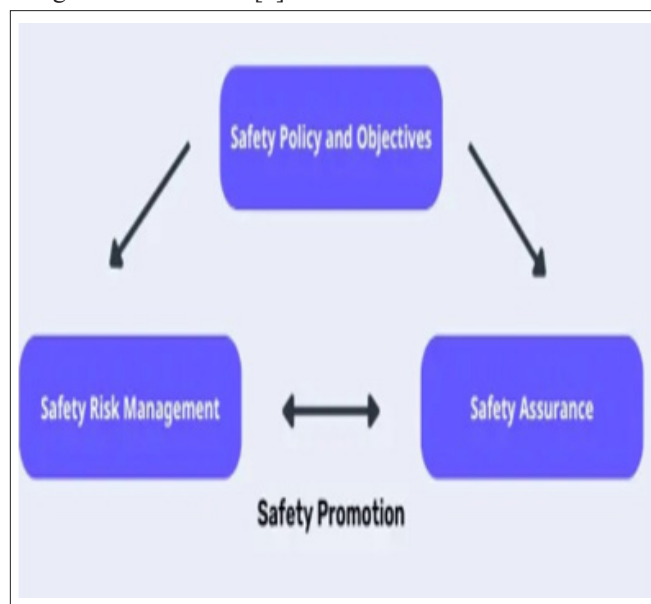 Safety Policy and Objectives
Safety Risk Management
Safety Assurance
Safety Promotion